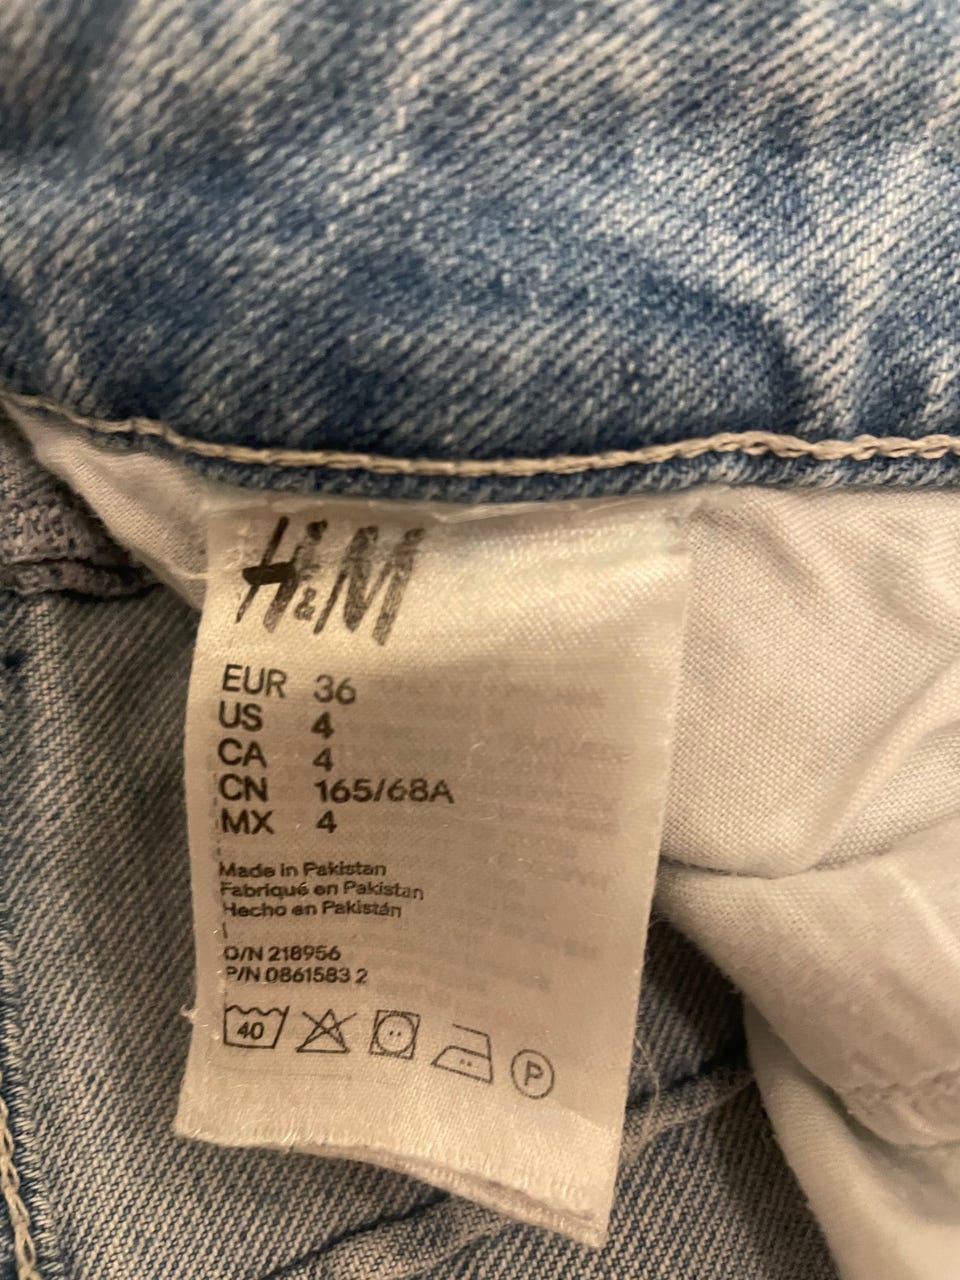 H&M
EUR 36
US 4
CA 4
CN 165/68A
MX 4
Made in Pakistan
Fabriqué en Pakistan
Hecho en Pakistán
O/N 218956
P/N 0861583 2
40
P